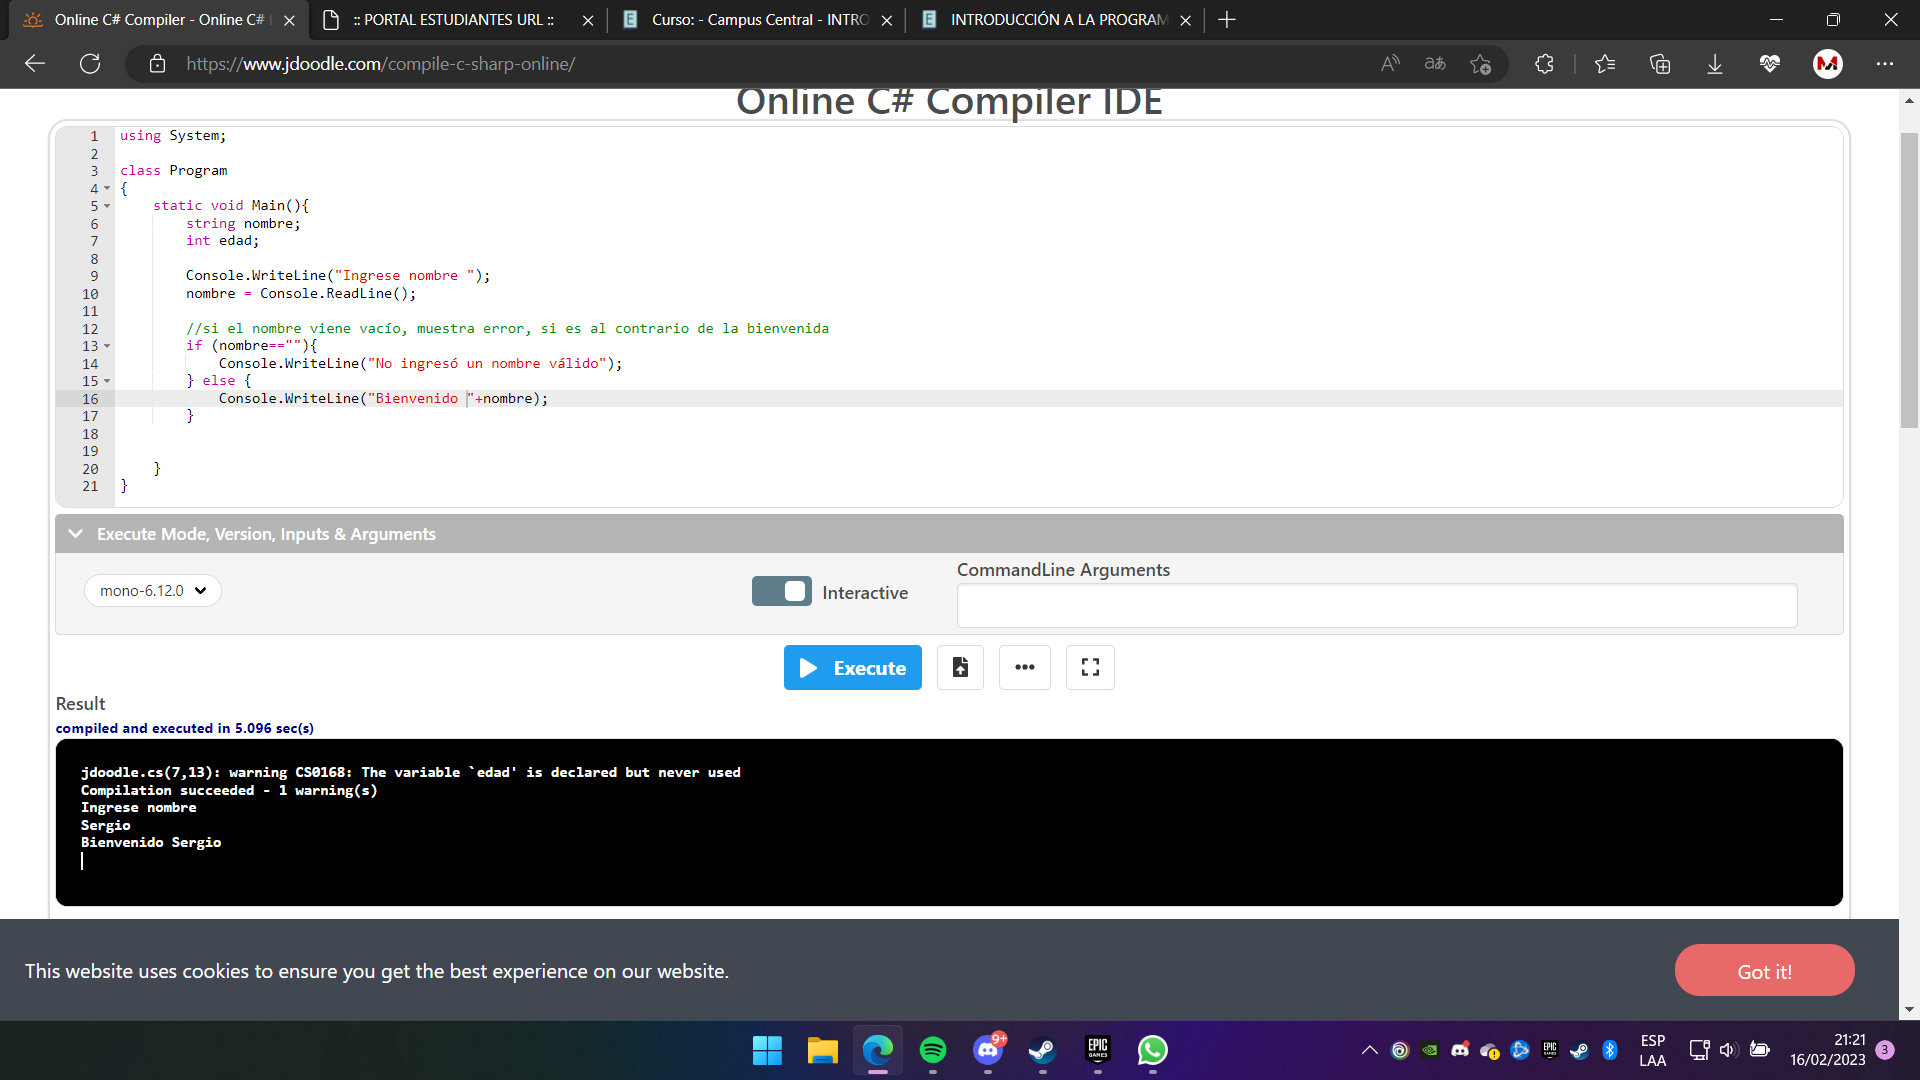 Online C# Compiler - Online C#
:: PORTAL ESTUDIANTES URL ::
Curso: - Campus Central - INTRO
INTRODUCCIÓN A LA PROGRAM
https://www.jdoodle.com/compile-c-sharp-online/
Online C# Compiler IDE
1 using System;
2
3 class Program
4 {
5 static void Main(){
6 string nombre;
7 int edad;
8
9 Console.WriteLine("Ingrese nombre ");
10 nombre = Console.ReadLine();
11
12 //si el nombre viene vacío, muestra error, si es al contrario de la bienvenida
13 if (nombre==""){
14 Console.WriteLine("No ingresó un nombre válido");
15 } else {
16 Console.WriteLine("Bienvenido "+nombre);
17 }
18
19
20 }
21 }
Execute Mode, Version, Inputs & Arguments
CommandLine Arguments
mono-6.12.0
Interactive
Execute
Result
compiled and executed in 5.096 sec(s)
jdoodle.cs(7,13): warning CS0168: The variable `edad' is declared but never used
Compilation succeeded - 1 warning(s)
Ingrese nombre
Sergio
Bienvenido Sergio
This website uses cookies to ensure you get the best experience on our website.
Got it!
9+
EPIC GAMES
ESP
LAA
21:21
16/02/2023
3